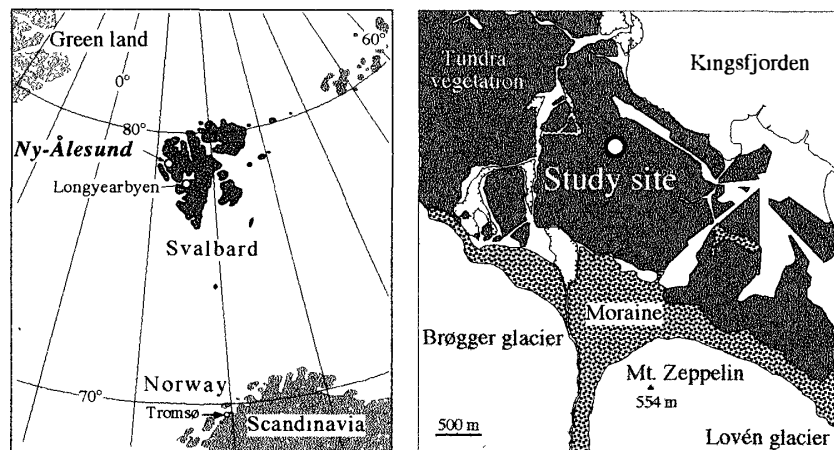 Green land
0°
60°
80°
Ny-Ålesund
Longyearbyen
Svalbard
Norway
70°
Tromsø
Scandinavia
Tundra
vegetation
Kingsfjorden
Study site
Moraine
Brøgger glacier
Mt. Zeppelin
554 m
500 m
Lovén glacier